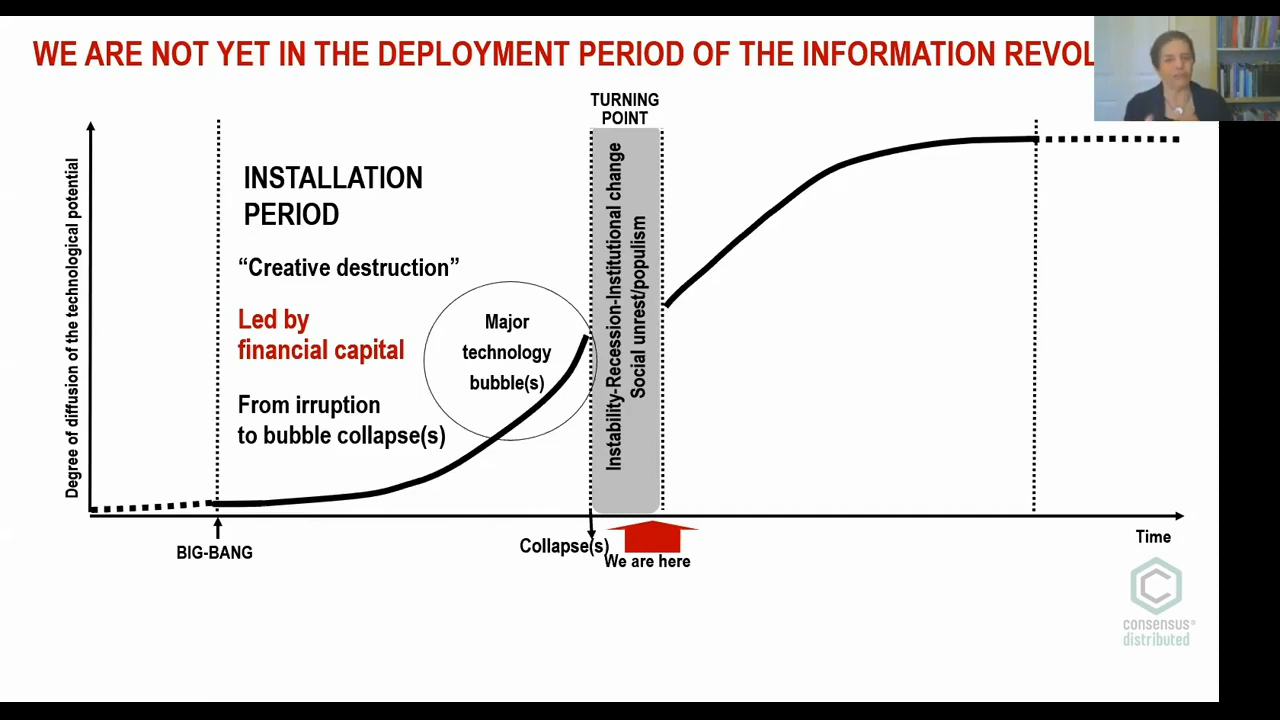 WE ARE NOT YET IN THE DEPLOYMENT PERIOD OF THE INFORMATION REVOL
TURNING
POINT
Degree of diffusion of the technological potential
INSTALLATION
PERIOD
“Creative destruction”
Led by
financial capital
From irruption
to bubble collapse(s)
Major
technology
bubble(s)
Instability-Recession-Institutional change
Social unrest/populism
BIG-BANG
Collapse(s)
We are here
Time
consensus®
distributed